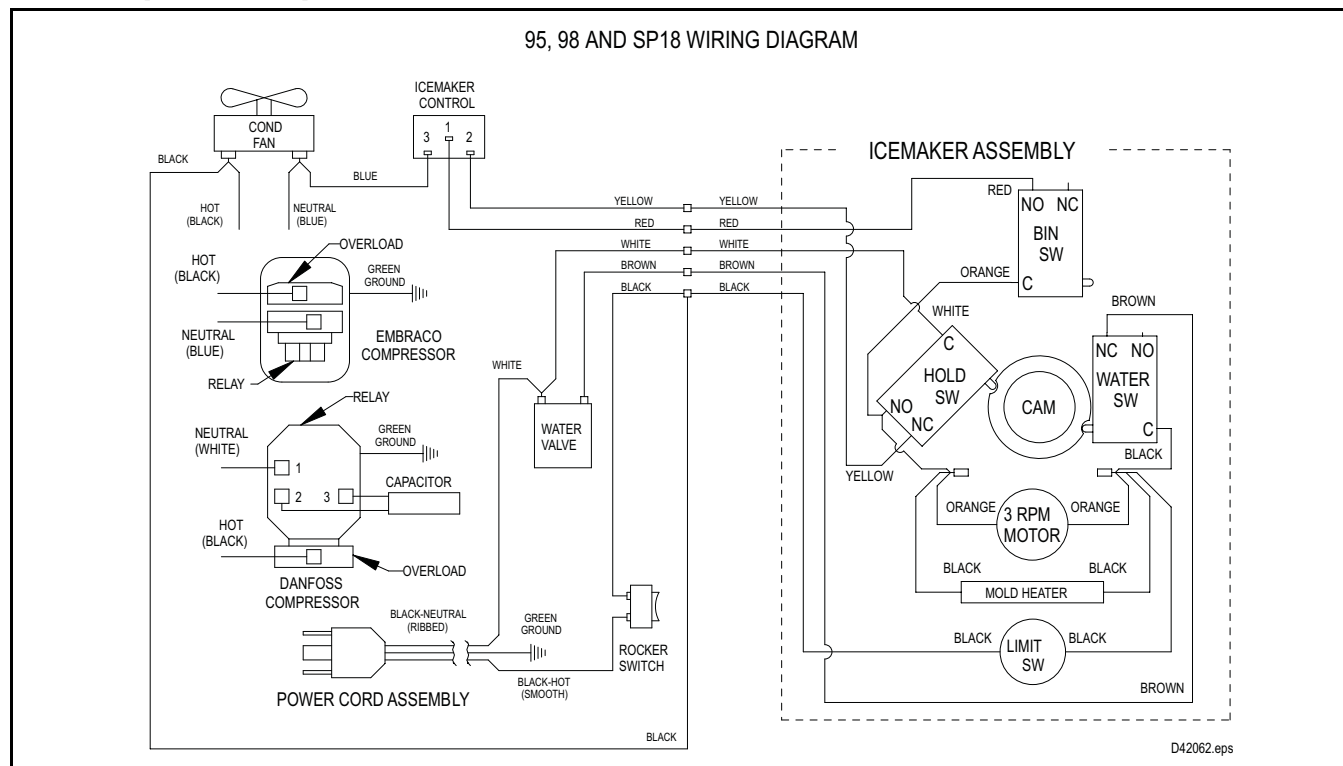 95, 98 AND SP18 WIRING DIAGRAM
COND
FAN
BLACK
HOT
(BLACK)
NEUTRAL
(BLUE)
BLUE
ICEMAKER
CONTROL
3 1 2
YELLOW
RED
WHITE
BROWN
BLACK
YELLOW
RED
WHITE
BROWN
BLACK
OVERLOAD
HOT
(BLACK)
GREEN
GROUND
NEUTRAL
(BLUE)
EMBRACO
COMPRESSOR
RELAY
RELAY
NEUTRAL
(WHITE)
GREEN
GROUND
1
2 3
CAPACITOR
HOT
(BLACK)
OVERLOAD
DANFOSS
COMPRESSOR
WHITE
WATER
VALVE
BLACK-NEUTRAL
(RIBBED)
GREEN
GROUND
BLACK-HOT
(SMOOTH)
POWER CORD ASSEMBLY
ROCKER
SWITCH
BLACK
ICEMAKER ASSEMBLY
RED
NO NC
BIN
SW
C
ORANGE
WHITE
C
HOLD
SW
NO
NC
YELLOW
CAM
BROWN
NC NO
WATER
SW
C
BLACK
ORANGE
3 RPM
MOTOR
ORANGE
BLACK
BLACK
MOLD HEATER
BLACK
LIMIT
SW
BLACK
BROWN
D42062.eps